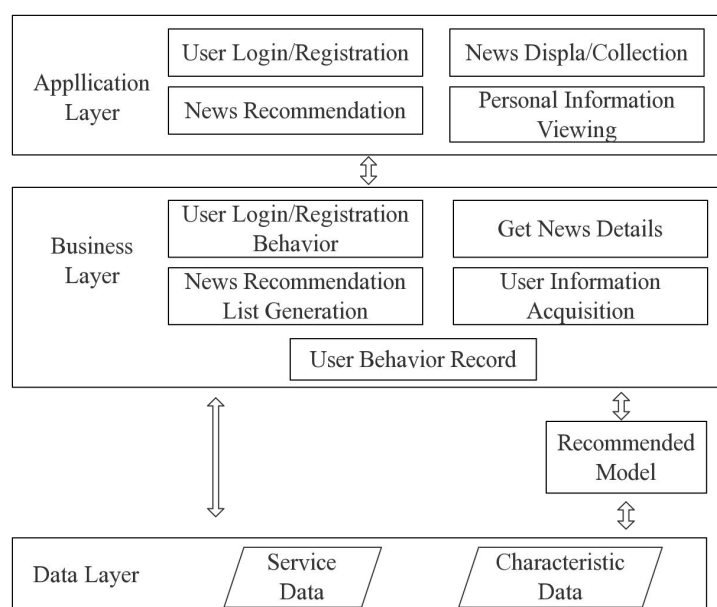 User Login/Registration
News Displa/Collection
Appllication
Layer
News Recommendation
Personal Information
Viewing
User Login/Registration
Behavior
Get News Details
Business
Layer
News Recommendation
List Generation
User Information
Acquisition
User Behavior Record
Recommended
Model
Data Layer
Service
Data
Characteristic
Data